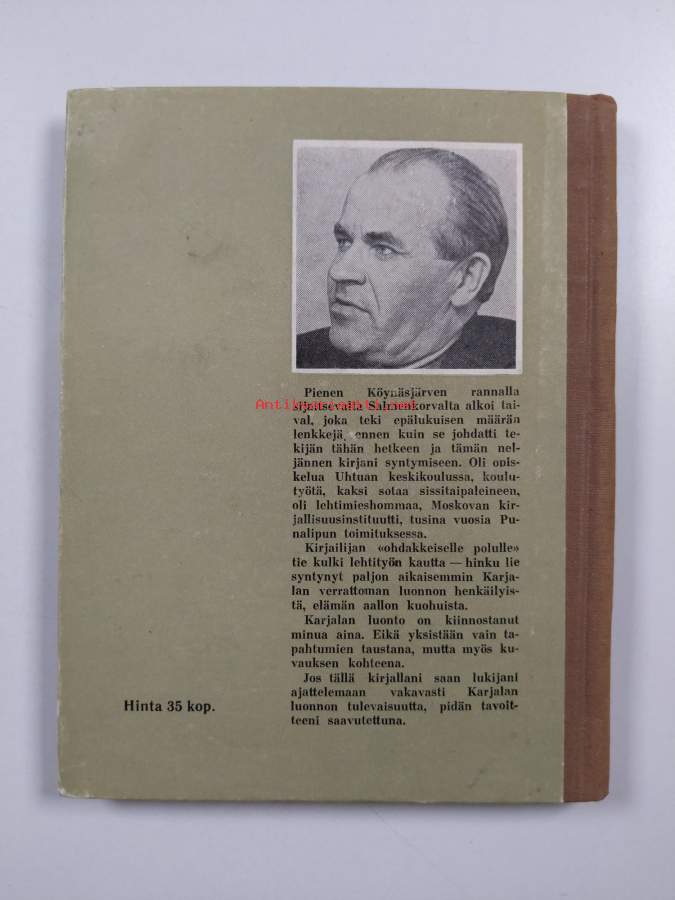 Pienen Köynäsjärven rannalla
sijaitsevalta Salmenkorvalta alkoi tai-
val, joka teki epälukuisen määrän
lenkkejä, ennen kuin se johdatti te-
kijän tähän hetkeen ja tämän nel-
jännen kirjani syntymiseen. Oli opis-
kelua Uhtuan keskikoulussa, koulu-
työtä, kaksi sotaa sissitaipaleineen,
oli lehtimieshommaa, Moskovan kir-
jallisuusinstituutti, tusina vuosia Pu-
nalipun toimituksessa.
Kirjailijan «ohdakkeiselle polulle»
tie kulki lehtityön kautta — hinku lie
syntynyt paljon aikaisemmin Karja-
lan verrattoman luonnon henkäilyis-
tä, elämän aallon kuohuista.
Karjalan luonto on kiinnostanut
minua aina. Eikä yksistään vain ta-
pahtumien taustana, mutta myös ku-
vauksen kohteena.
Jos tällä kirjallani saan lukijani
ajattelemaan vakavasti Karjalan
luonnon tulevaisuutta, pidän tavoit-
teeni saavutettuna.
Hinta 35 kop.